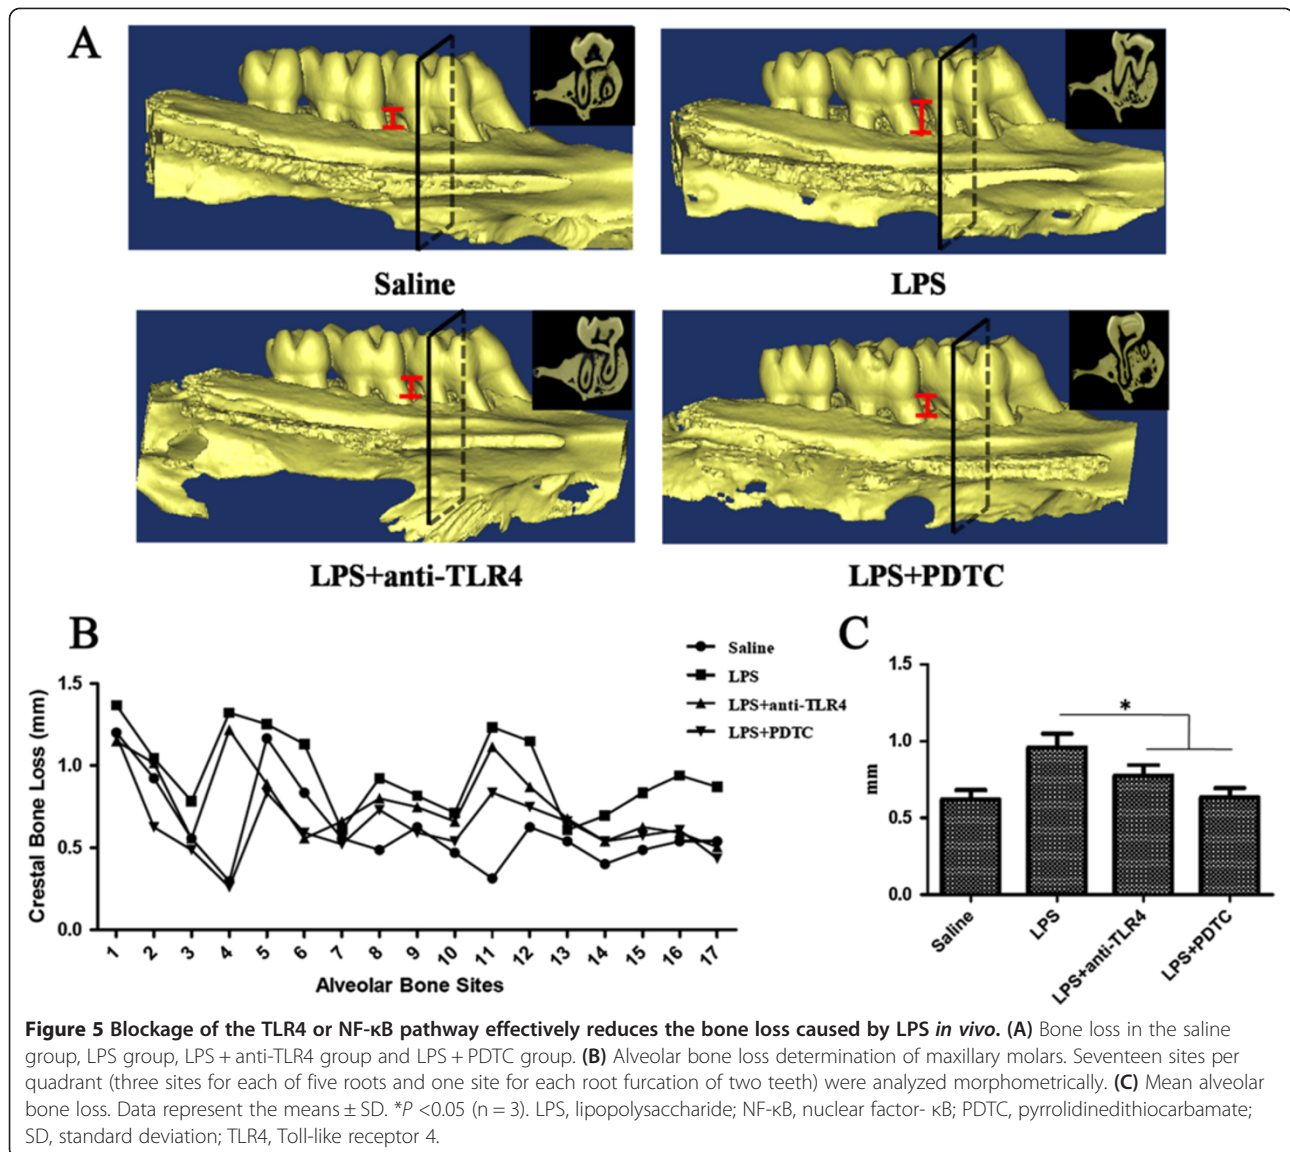 A
Saline
LPS
LPS+anti-TLR4
LPS+PDTC
B
Saline
LPS
LPS+anti-TLR4
LPS+PDTC
Crestal Bone Loss (mm)
1.5
1.0
0.5
0.0
1 2 3 4 5 6 7 8 9 10 11 12 13 14 15 16 17
Alveolar Bone Sites
C
mm
1.5
1.0
0.5
0.0
*
Saline
LPS
LPS+anti-TLR4
LPS+PDTC
Figure 5 Blockage of the TLR4 or NF-κB pathway effectively reduces the bone loss caused by LPS in vivo. (A) Bone loss in the saline
group, LPS group, LPS + anti-TLR4 group and LPS + PDTC group. (B) Alveolar bone loss determination of maxillary molars. Seventeen sites per
quadrant (three sites for each of five roots and one site for each root furcation of two teeth) were analyzed morphometrically. (C) Mean alveolar
bone loss. Data represent the means ± SD. *P <0.05 (n = 3). LPS, lipopolysaccharide; NF-κB, nuclear factor- κB; PDTC, pyrrolidinedithiocarbamate;
SD, standard deviation; TLR4, Toll-like receptor 4.